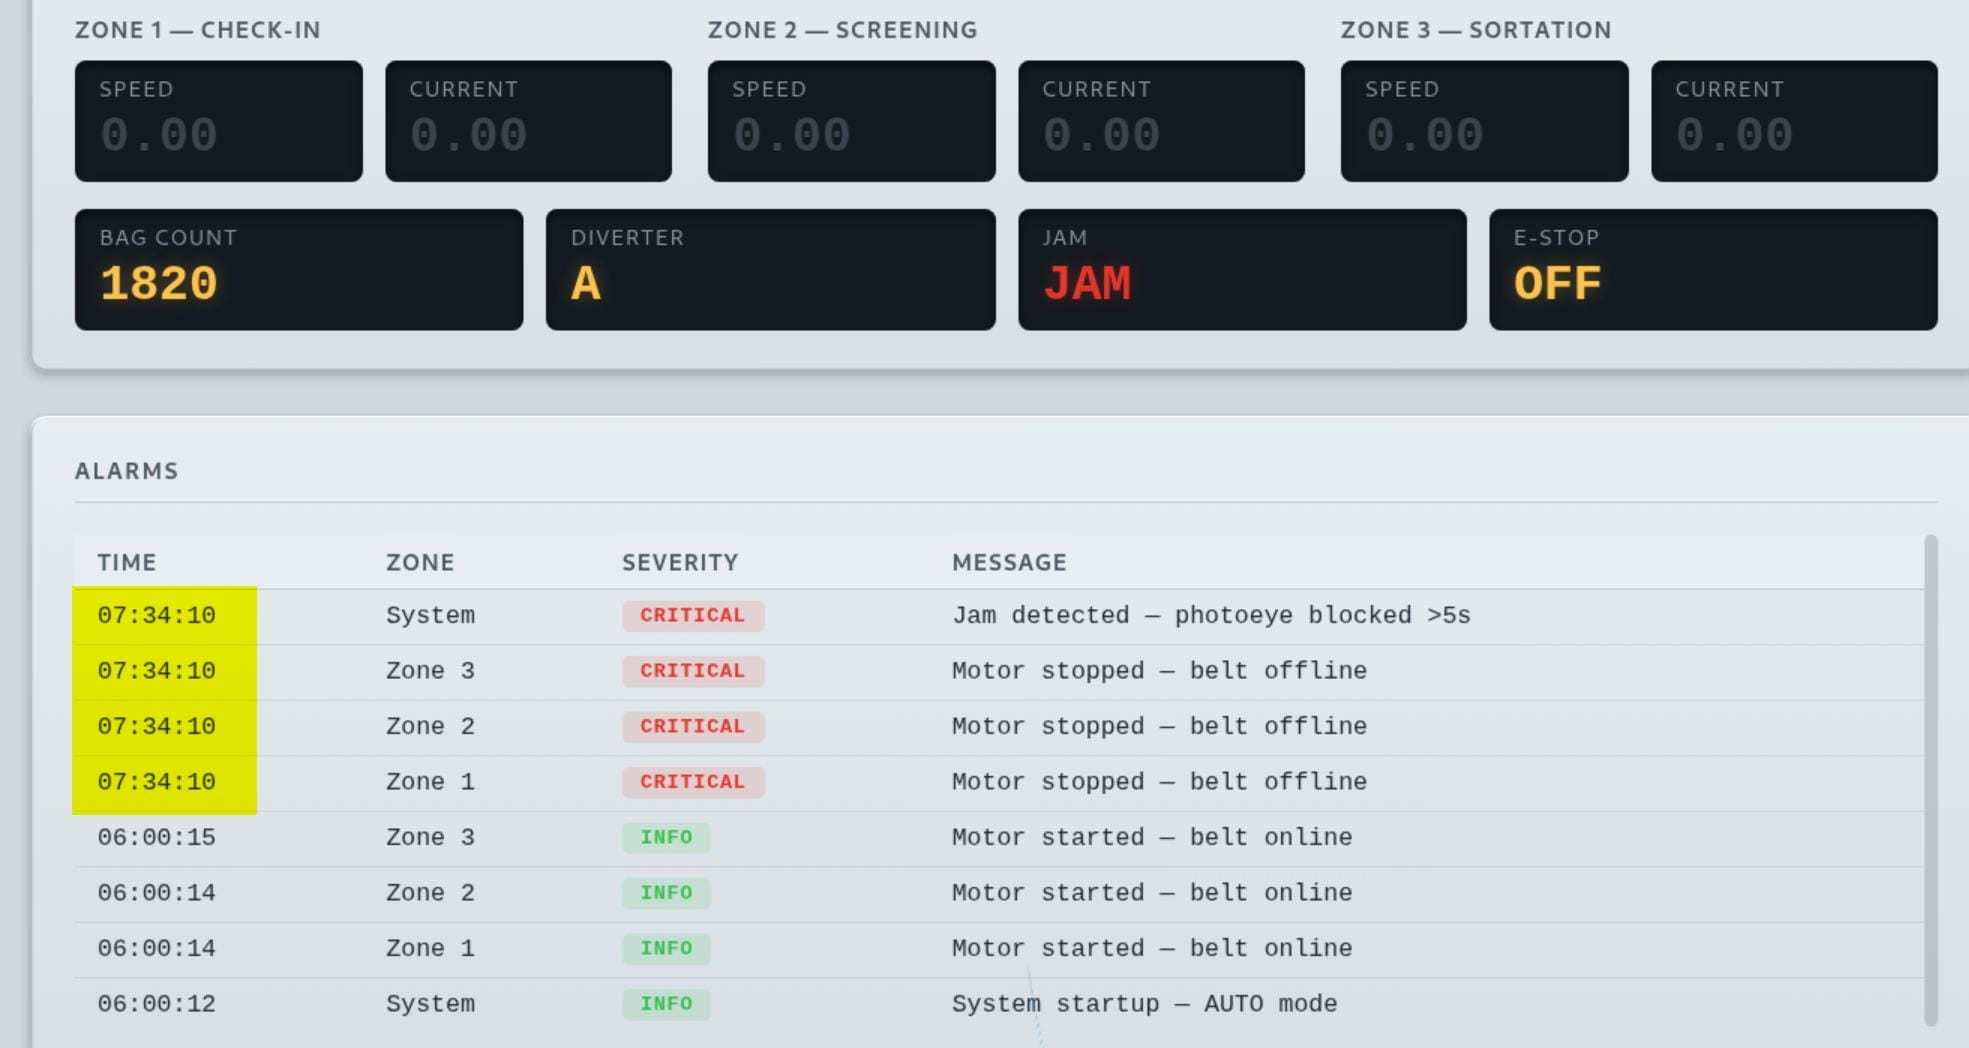 ZONE 1 — CHECK-IN ZONE 2 — SCREENING ZONE 3 — SORTATION
SPEED CURRENT SPEED CURRENT SPEED CURRENT
0.00 0.00 0.00 0.00 0.00 0.00
BAG COUNT DIVERTER JAM E-STOP
1820 A JAM OFF
ALARMS
TIME ZONE SEVERITY MESSAGE
07:34:10 System CRITICAL Jam detected — photoeye blocked >5s
07:34:10 Zone 3 CRITICAL Motor stopped — belt offline
07:34:10 Zone 2 CRITICAL Motor stopped — belt offline
07:34:10 Zone 1 CRITICAL Motor stopped — belt offline
06:00:15 Zone 3 INFO Motor started — belt online
06:00:14 Zone 2 INFO Motor started — belt online
06:00:14 Zone 1 INFO Motor started — belt online
06:00:12 System INFO System startup — AUTO mode